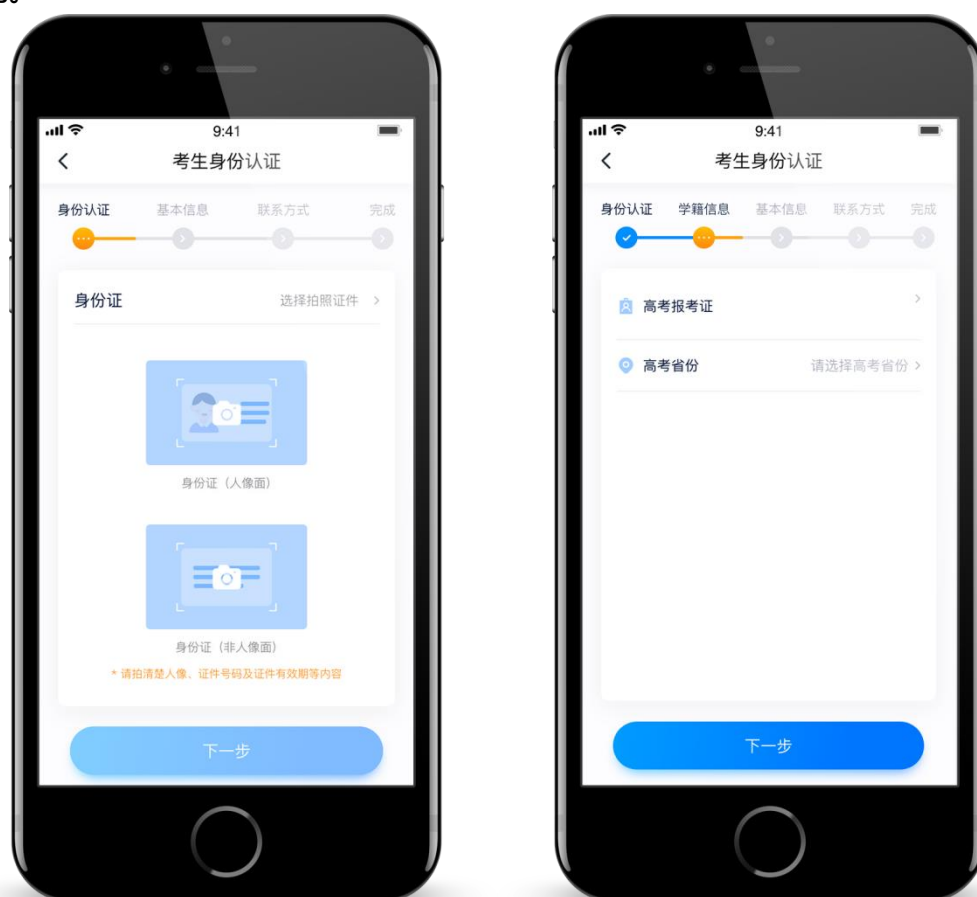 9:41
考生身份认证
身份认证 基本信息 联系方式 完成
身份证 选择拍照证件
身份证（人像面）
身份证（非人像面）
* 请拍清楚人像、证件号码及证件有效期等内容
下一步
9:41
考生身份认证
身份认证 学籍信息 基本信息 联系方式 完成
高考报考证
高考省份 请选择高考省份
下一步